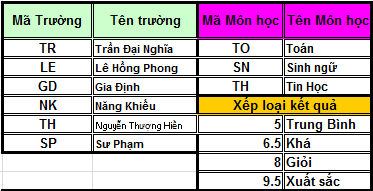 Mã Trường Tên trường Mã Môn học Tên Môn học
TR Trần Đại Nghĩa TO Toán
LE Lê Hồng Phong SN Sinh ngữ
GD Gia Định TH Tin Học
NK Năng Khiếu Xếp loại kết quả
TH Nguyễn Thượng Hiền 5 Trung Bình
SP Sư Phạm 6.5 Khá
8 Giỏi
9.5 Xuất sắc